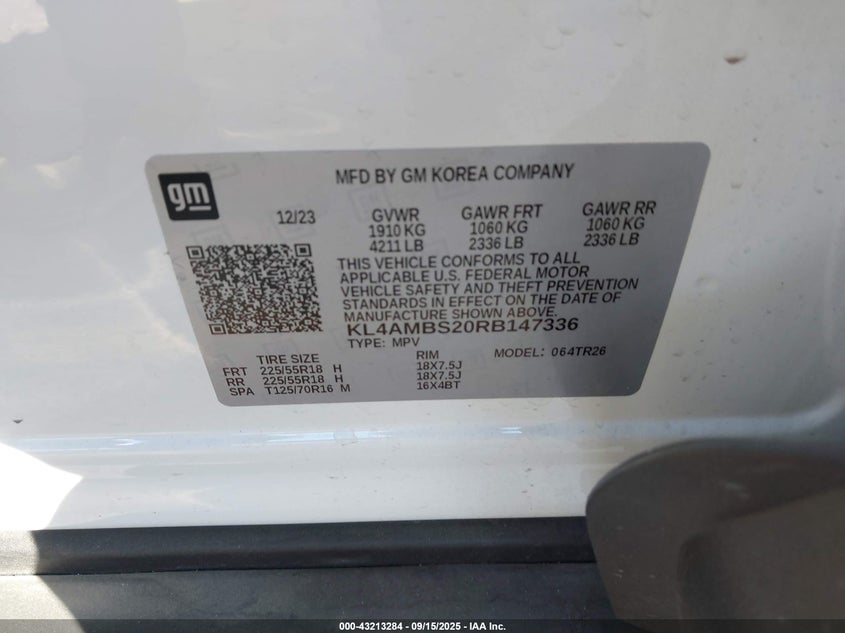 gm
MFD BY GM KOREA COMPANY
12/23 GVWR GAWR FRT GAWR RR
1910 KG 1060 KG 1060 KG
4211 LB 2336 LB 2336 LB
THIS VEHICLE CONFORMS TO ALL
APPLICABLE U.S. FEDERAL MOTOR
VEHICLE SAFETY AND THEFT PREVENTION
STANDARDS IN EFFECT ON THE DATE OF
MANUFACTURE SHOWN ABOVE.
KL4AMBS20RB147336
TYPE: MPV MODEL: 064TR26
TIRE SIZE RIM
FRT 225/55R18 H 18X7.5J
RR 225/55R18 H 18X7.5J
SPA T125/70R16 M 16X4BT
000-43213284 - 09/15/2025 - IAA Inc.